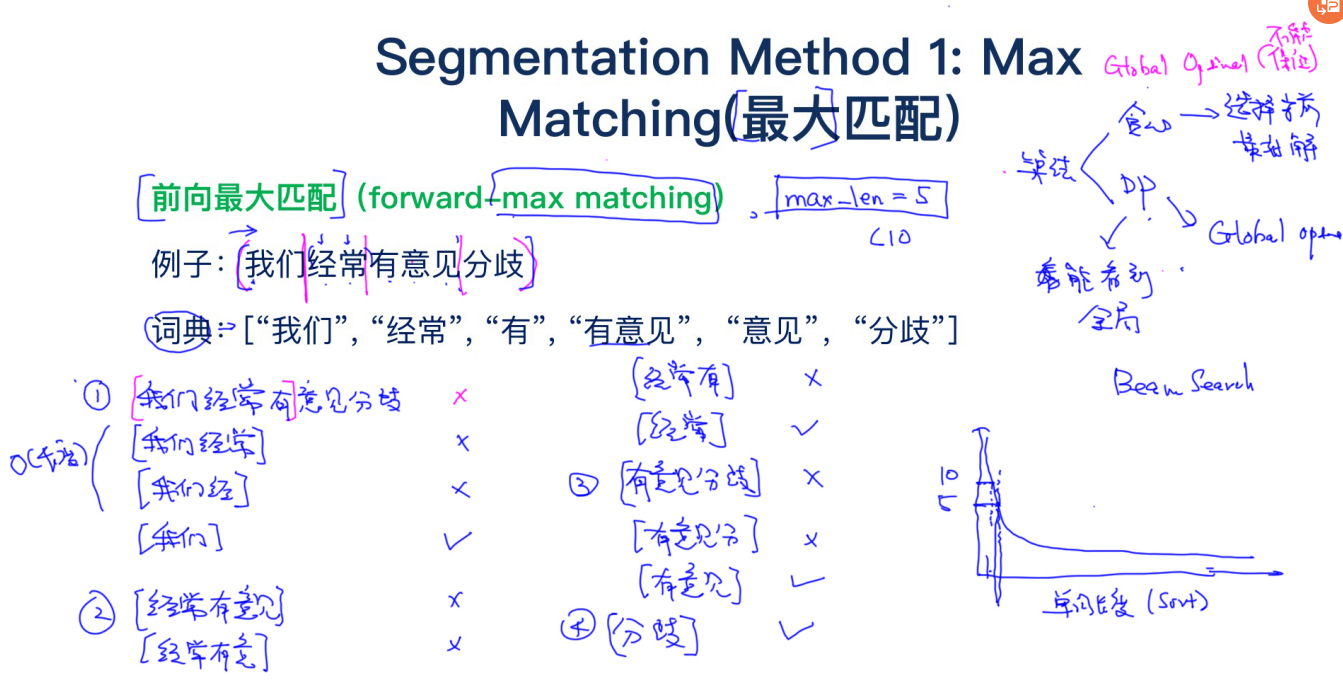 Segmentation Method 1: Max
Matching(最大匹配)
Global Optimal (不能保证)
算法
贪心 → 选择当前
最好解
DP
Global optimal
看能看到
全局
Beam Search
前向最大匹配 (forward-max matching)
max_len = 5
<10
例子：我们经常有意见分歧
词典：[“我们”, “经常”, “有”, “有意见”, “意见”, “分歧”]
① [我们经常有]意见分歧 ×
O(长度)
[我们经常] ×
[我们经] ×
[我们] ✓
② [经常有意见] ×
[经常有意] ×
[经常有] ×
[经常] ✓
③ [有意见分歧] ×
[有意见分] ×
[有意见] ✓
④ [分歧] ✓
10
5
单词长度 (Sort)